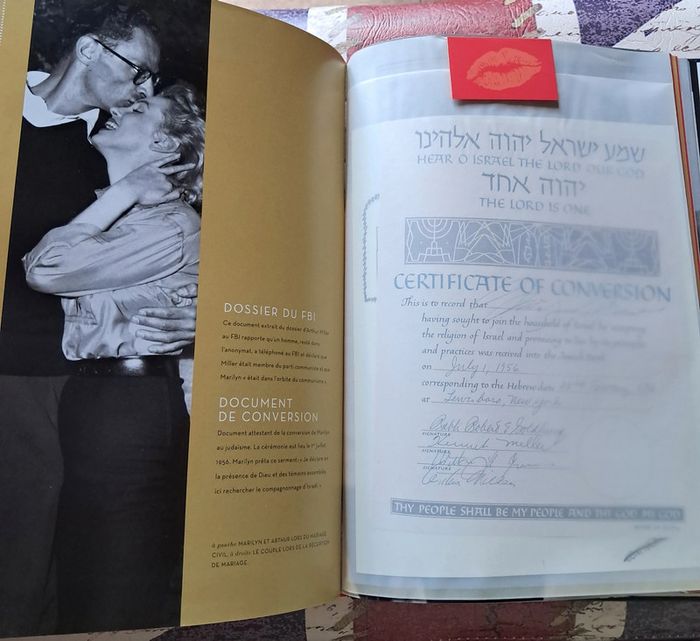 DOSSIER DU FBI
Ce document extrait du dossier d'Arthur Miller
au FBI rapporte qu'un homme, resté dans
l'anonymat, a téléphoné au FBI et déclaré que
Miller était membre du parti communiste et que
Marilyn « était dans l'orbite du communisme ».
DOCUMENT
DE CONVERSION
Document attestant de la conversion de Marilyn
au judaïsme. La cérémonie eut lieu le 1er juillet
1956. Marilyn prêta ce serment : « Je déclare en
la présence de Dieu et des témoins assemblés
ici rechercher le compagnonnage d'Israël. »
à gauche MARILYN ET ARTHUR LORS DU MARIAGE
CIVIL, à droite LE COUPLE LORS DE LA RÉCEPTION
DE MARIAGE.
שמע ישראל יהוה אלהינו
HEAR O ISRAEL THE LORD OUR GOD
יהוה אחד
THE LORD IS ONE
CERTIFICATE OF CONVERSION
This is to record that
having sought to join the household of Israel by
the religion of Israel and promising to
and practices was received into the
on July 1, 1956
corresponding to the Hebrew date
at Lewisboro, New York
Rabbi Robert E. Goldburg
SIGNATURE
Miller
SIGNATURE
SIGNATURE
THY PEOPLE SHALL BE MY PEOPLE AND THY GOD MY GOD